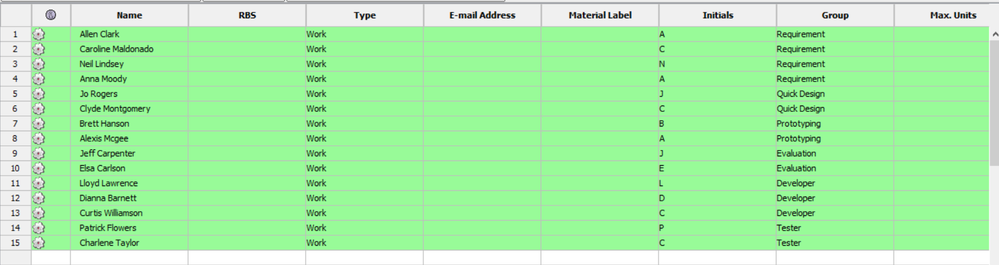 Name RBS Type E-mail Address Material Label Initials Group Max. Units
1 Allen Clark Work A Requirement
2 Caroline Maldonado Work C Requirement
3 Neil Lindsey Work N Requirement
4 Anna Moody Work A Requirement
5 Jo Rogers Work J Quick Design
6 Clyde Montgomery Work C Quick Design
7 Brett Hanson Work B Prototyping
8 Alexis Mcgee Work A Prototyping
9 Jeff Carpenter Work J Evaluation
10 Elsa Carlson Work E Evaluation
11 Lloyd Lawrence Work L Developer
12 Dianna Barnett Work D Developer
13 Curtis Williamson Work C Developer
14 Patrick Flowers Work P Tester
15 Charlene Taylor Work C Tester